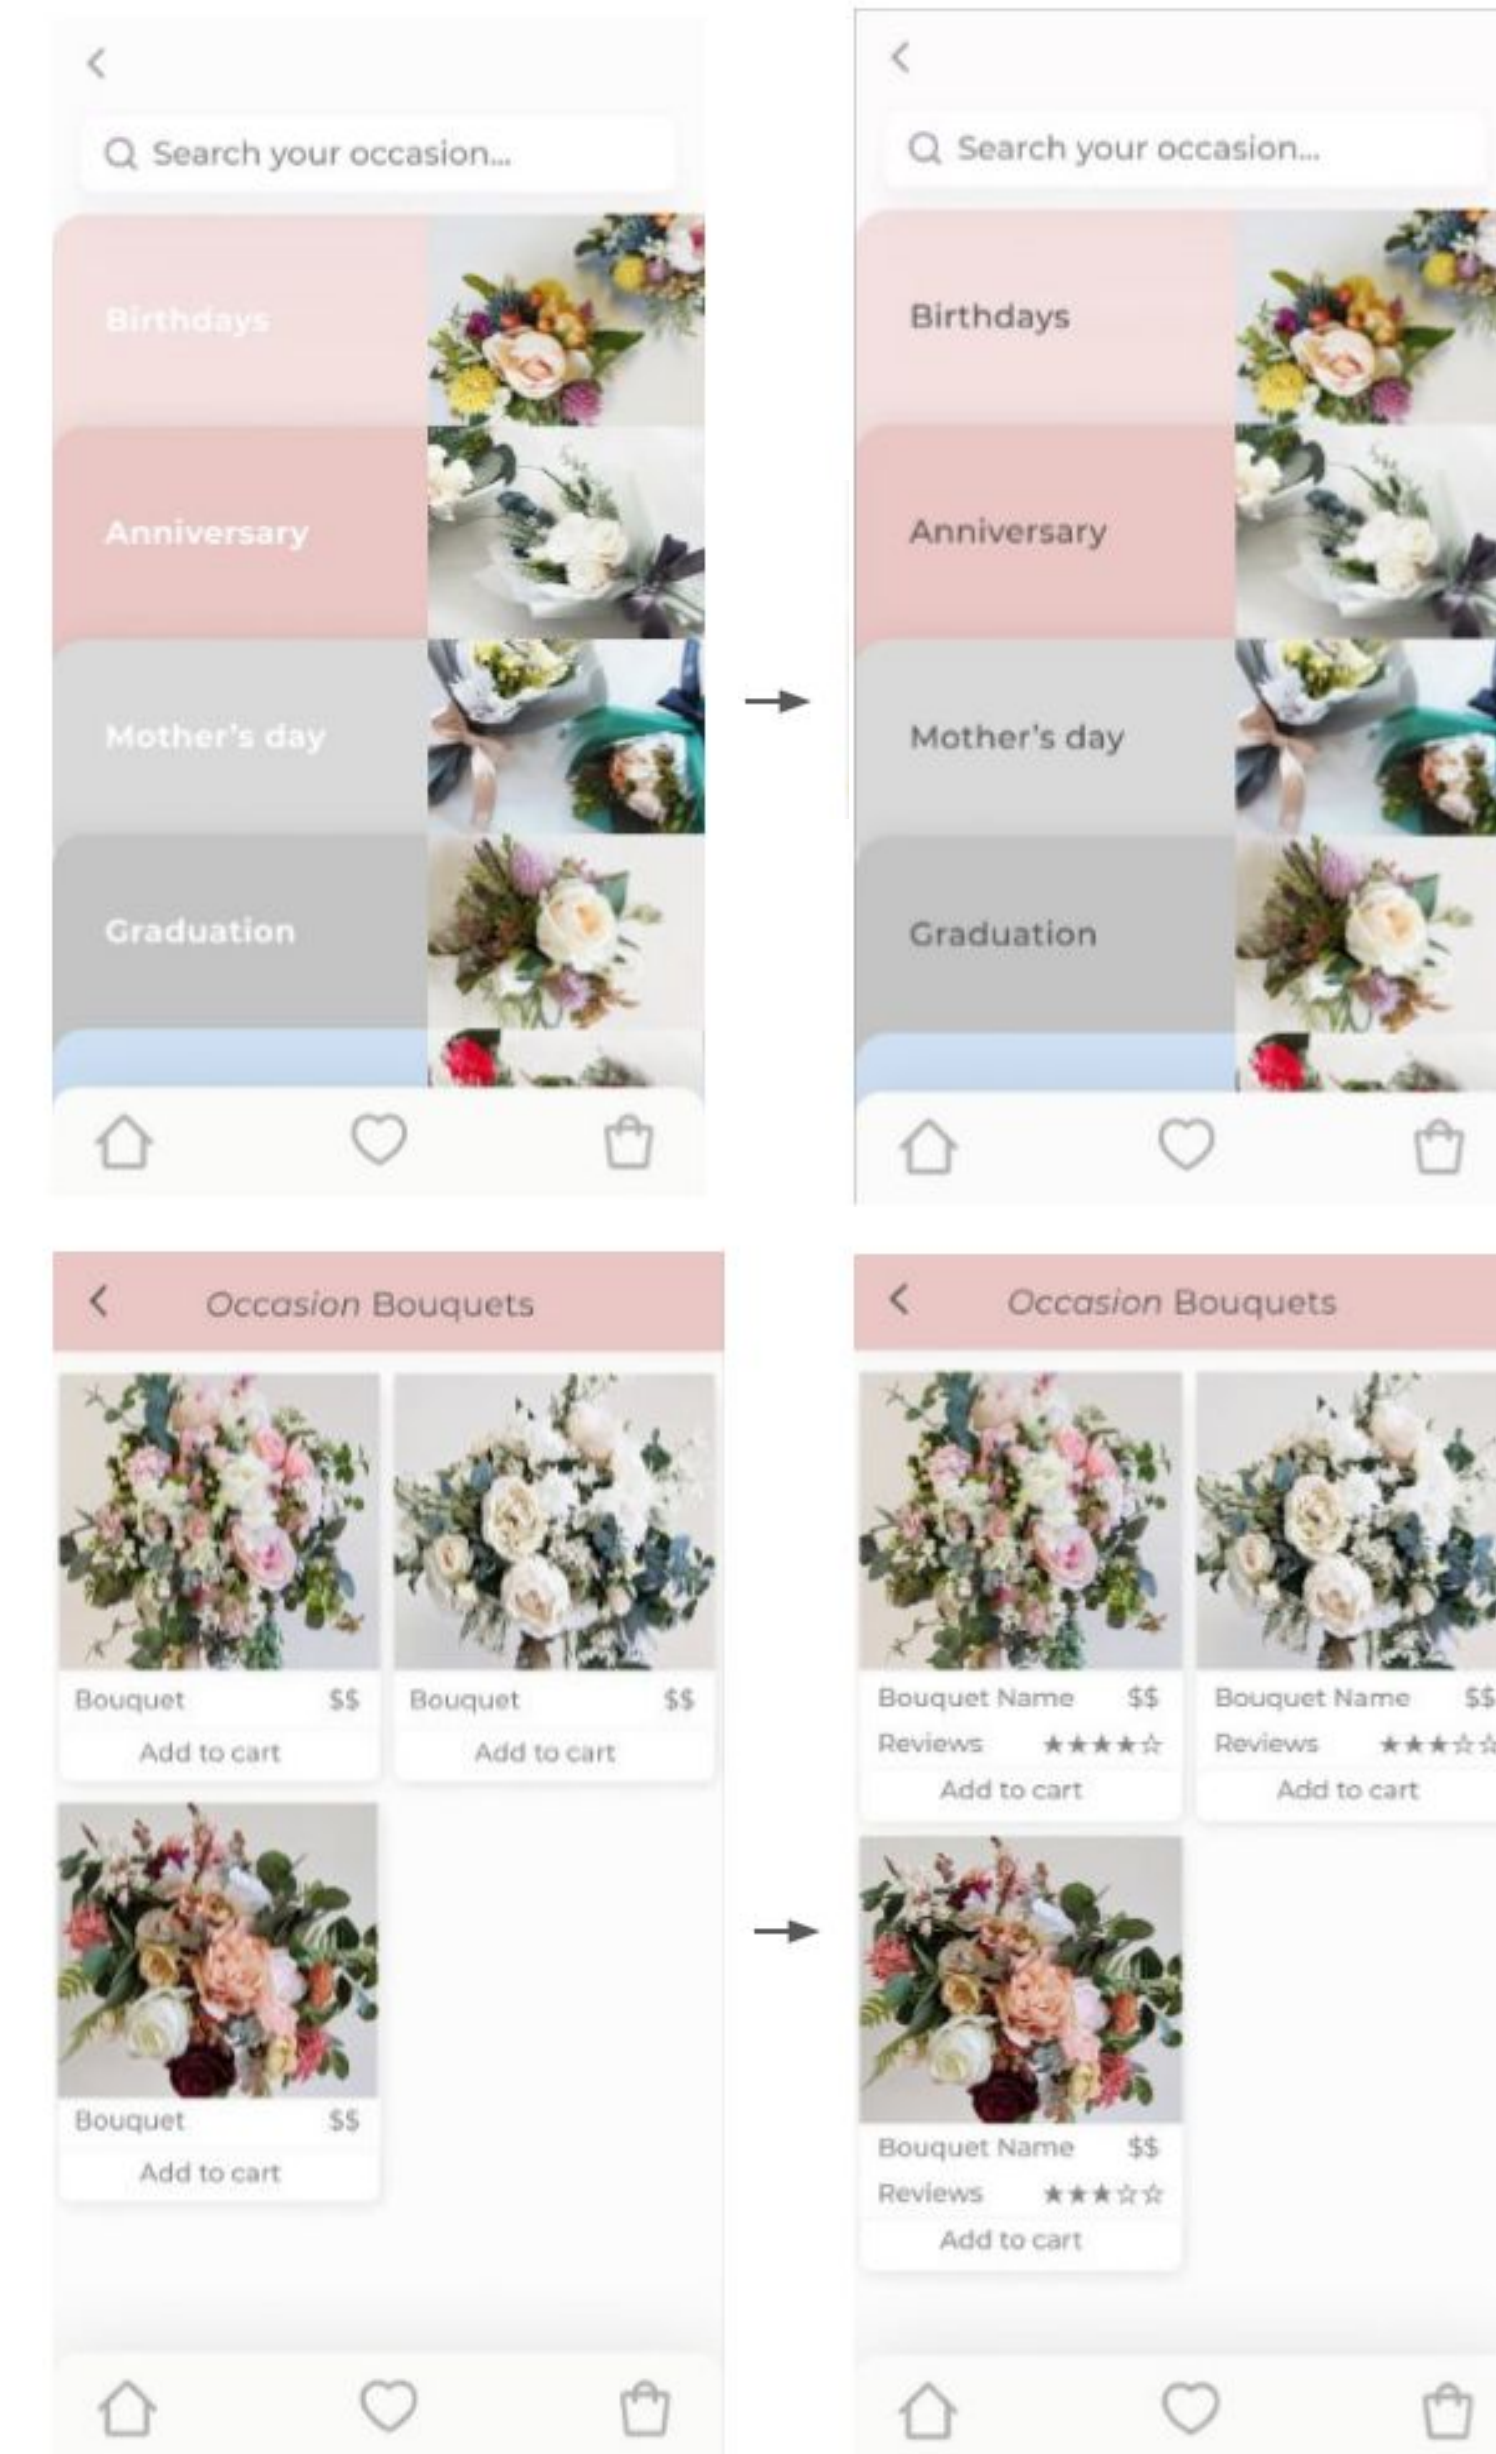 Search your occasion...
Birthdays
Anniversary
Mother's day
Graduation
Search your occasion...
Birthdays
Anniversary
Mother's day
Graduation
Occasion Bouquets
Bouquet $$
Add to cart
Bouquet $$
Add to cart
Bouquet $$
Add to cart
Occasion Bouquets
Bouquet Name $$
Reviews ★★★★☆
Add to cart
Bouquet Name $$
Reviews ★★★☆☆
Add to cart
Bouquet Name $$
Reviews ★★★☆☆
Add to cart